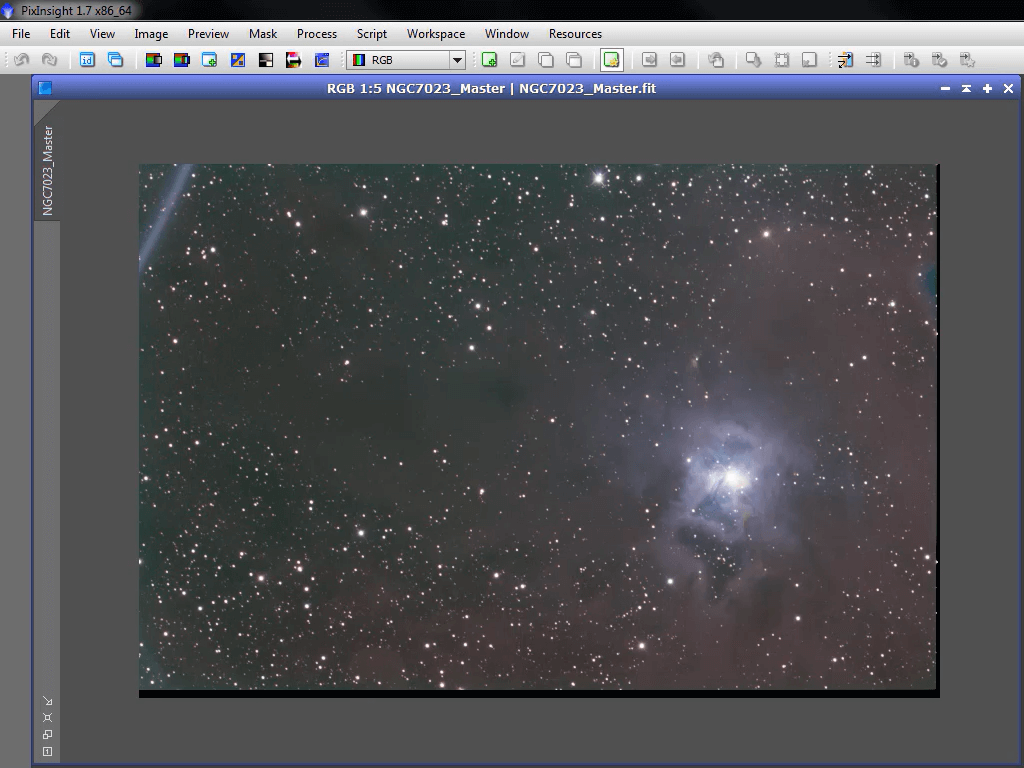 PixInsight 1.7 x86_64
File Edit View Image Preview Mask Process Script Workspace Window Resources
id RGB
RGB 1:5 NGC7023_Master | NGC7023_Master.fit
NGC7023_Master